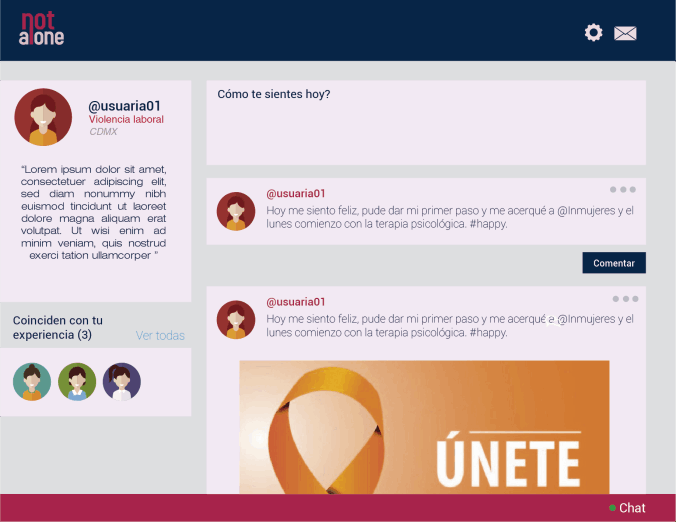 not
alone
@usuaria01
Violencia laboral
CDMX
“Lorem ipsum dolor sit amet,
consectetuer adipiscing elit,
sed diam nonummy nibh
euismod tincidunt ut laoreet
dolore magna aliquam erat
volutpat. Ut wisi enim ad
minim veniam, quis nostrud
exerci tation ullamcorper ”
Coinciden con tu
experiencia (3)
Ver todas
Cómo te sientes hoy?
@usuaria01
Hoy me siento feliz, pude dar mi primer paso y me acerqué a @Inmujeres y el
lunes comienzo con la terapia psicológica. #happy.
Comentar
@usuaria01
Hoy me siento feliz, pude dar mi primer paso y me acerqué a @Inmujeres y el
lunes comienzo con la terapia psicológica. #happy.
ÚNETE
Chat